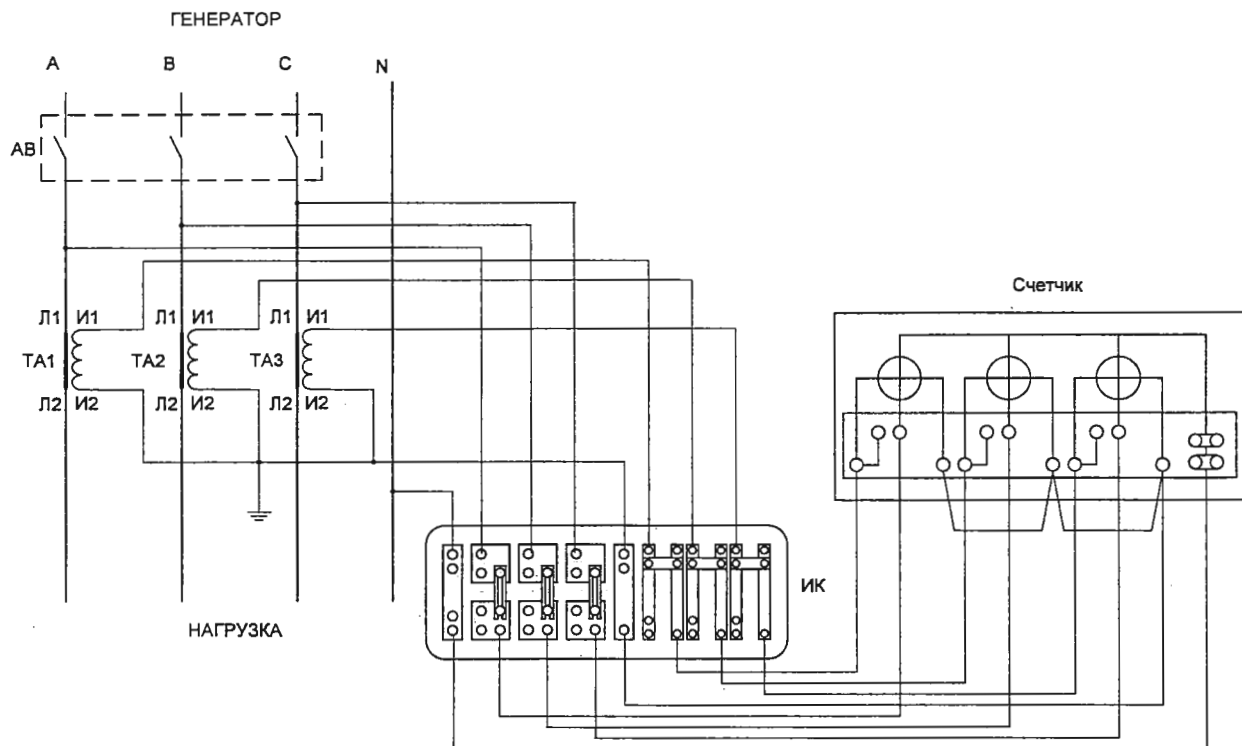 ГЕНЕРАТОР
A B C N
АВ
Счетчик
Л1 И1 Л1 И1 Л1 И1
ТА1 ТА2 ТА3
Л2 И2 Л2 И2 Л2 И2
ИК
НАГРУЗКА